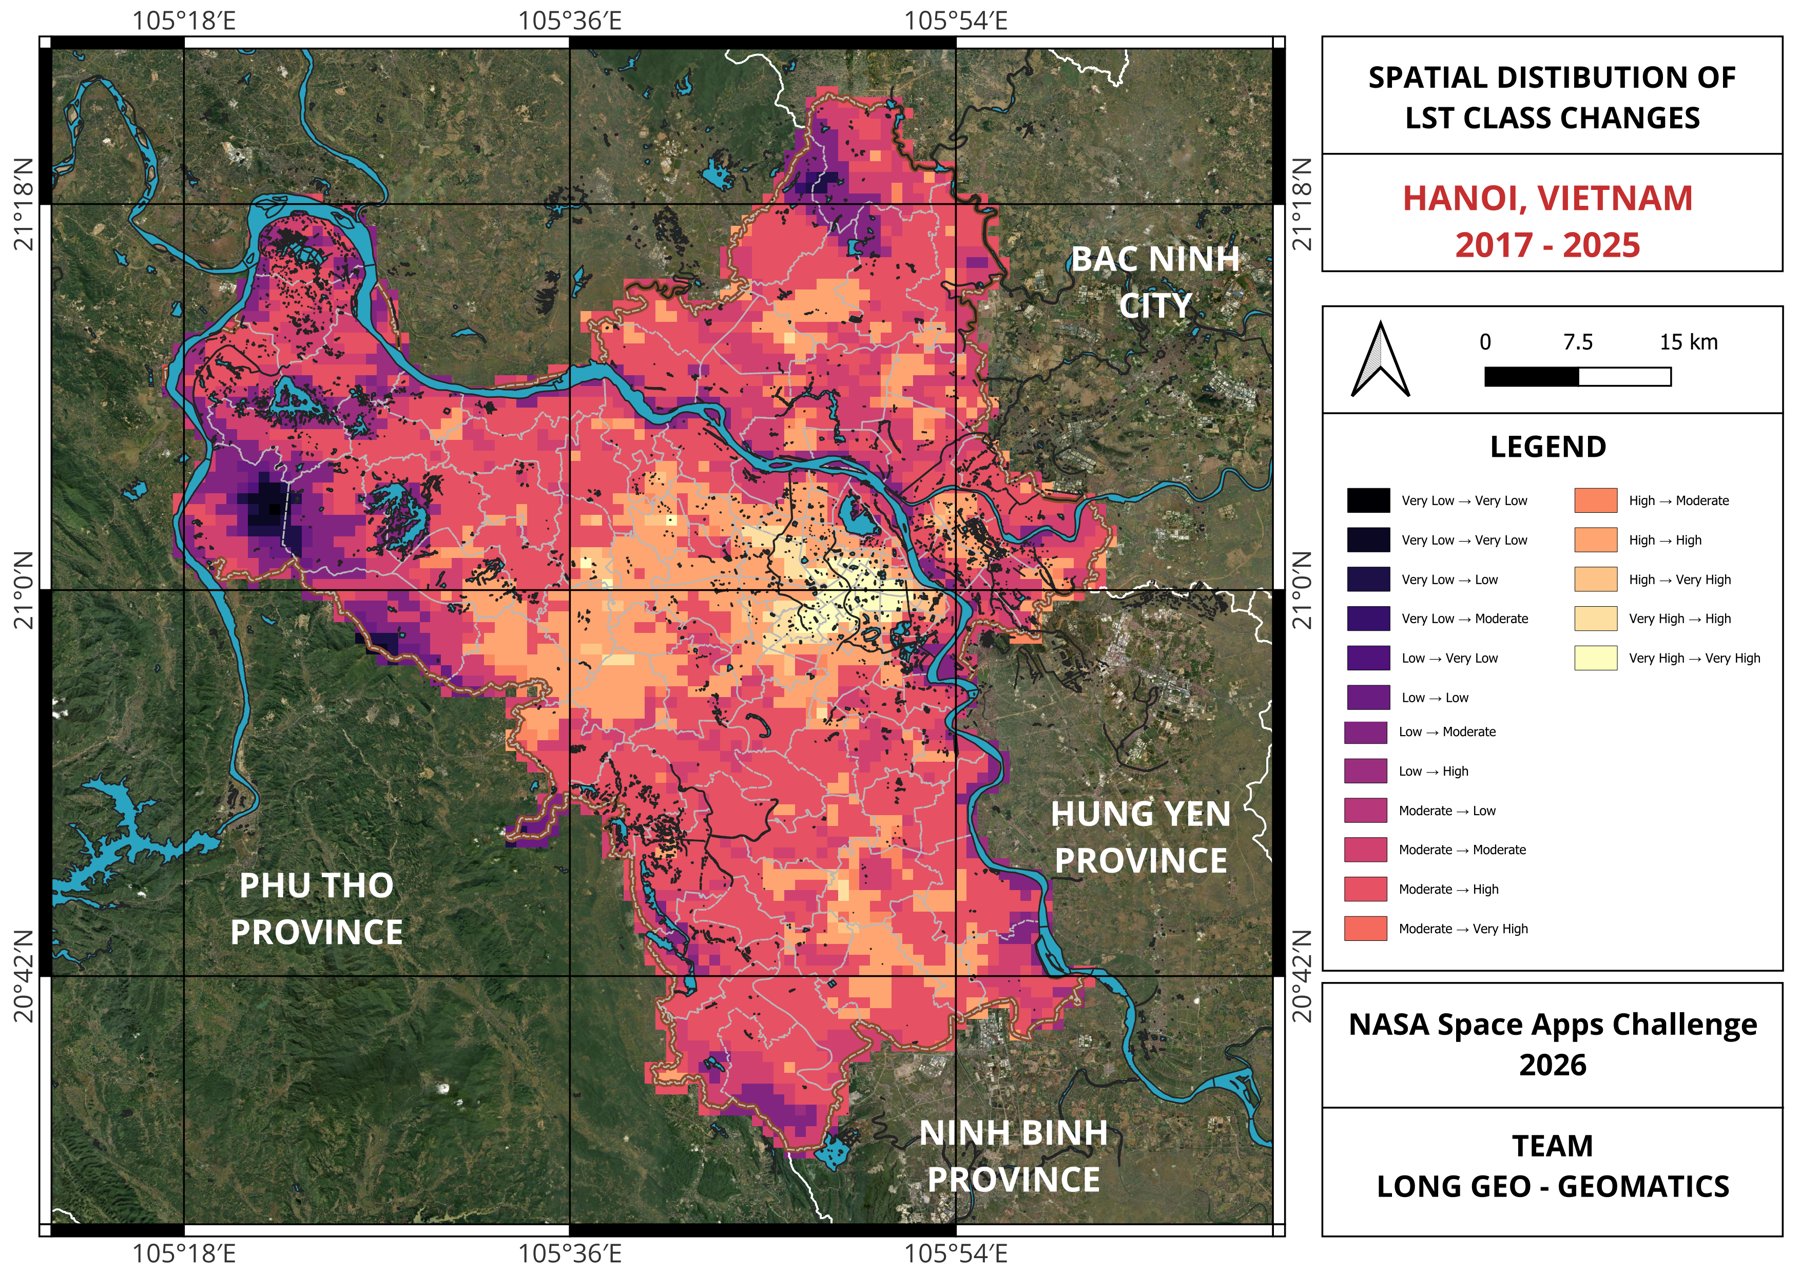 105°18′E
105°36′E
105°54′E
21°18′N
21°0′N
20°42′N
21°18′N
21°0′N
20°42′N
105°18′E
105°36′E
105°54′E
BAC NINH
CITY
HUNG YEN
PROVINCE
PHU THO
PROVINCE
NINH BINH
PROVINCE
SPATIAL DISTIBUTION OF
LST CLASS CHANGES
HANOI, VIETNAM
2017 - 2025
0 7.5 15 km
LEGEND
Very Low → Very Low
Very Low → Very Low
Very Low → Low
Very Low → Moderate
Low → Very Low
Low → Low
Low → Moderate
Low → High
Moderate → Low
Moderate → Moderate
Moderate → High
Moderate → Very High
High → Moderate
High → High
High → Very High
Very High → High
Very High → Very High
NASA Space Apps Challenge
2026
TEAM
LONG GEO - GEOMATICS